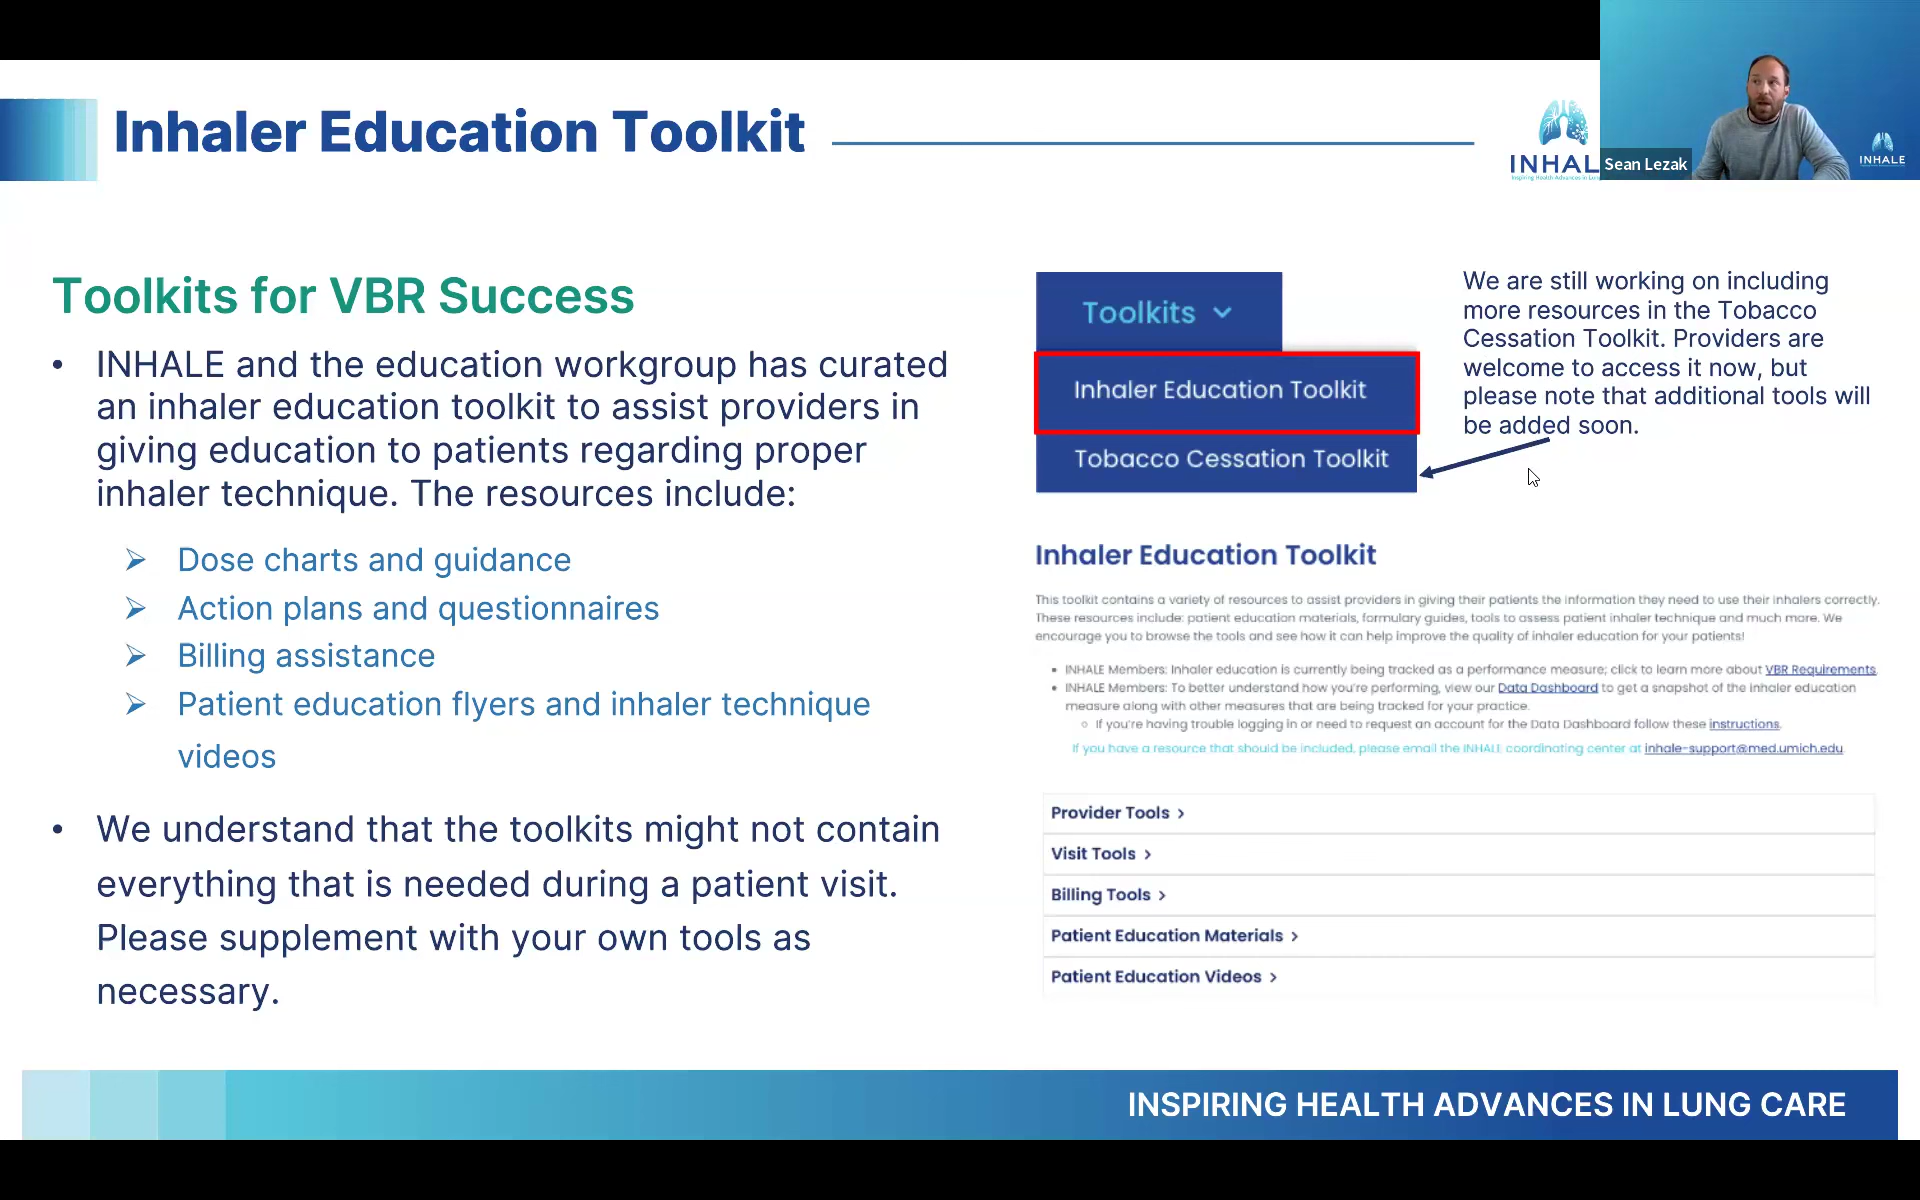 Inhaler Education Toolkit
INHAL
Inspiring Health Advances in Lun
Sean Lezak
INHALE
Toolkits for VBR Success
• INHALE and the education workgroup has curated
an inhaler education toolkit to assist providers in
giving education to patients regarding proper
inhaler technique. The resources include:
➢ Dose charts and guidance
➢ Action plans and questionnaires
➢ Billing assistance
➢ Patient education flyers and inhaler technique
videos
• We understand that the toolkits might not contain
everything that is needed during a patient visit.
Please supplement with your own tools as
necessary.
Toolkits
Inhaler Education Toolkit
Tobacco Cessation Toolkit
We are still working on including
more resources in the Tobacco
Cessation Toolkit. Providers are
welcome to access it now, but
please note that additional tools will
be added soon.
Inhaler Education Toolkit
This toolkit contains a variety of resources to assist providers in giving their patients the information they need to use their inhalers correctly.
These resources include: patient education materials, formulary guides, tools to assess patient inhaler technique and much more. We
encourage you to browse the tools and see how it can help improve the quality of inhaler education for your patients!
• INHALE Members: Inhaler education is currently being tracked as a performance measure; click to learn more about VBR Requirements.
• INHALE Members: To better understand how you're performing, view our Data Dashboard to get a snapshot of the inhaler education
measure along with other measures that are being tracked for your practice.
○ If you're having trouble logging in or need to request an account for the Data Dashboard follow these instructions.
If you have a resource that should be included, please email the INHALE coordinating center at inhale-support@med.umich.edu
Provider Tools >
Visit Tools >
Billing Tools >
Patient Education Materials >
Patient Education Videos >
INSPIRING HEALTH ADVANCES IN LUNG CARE